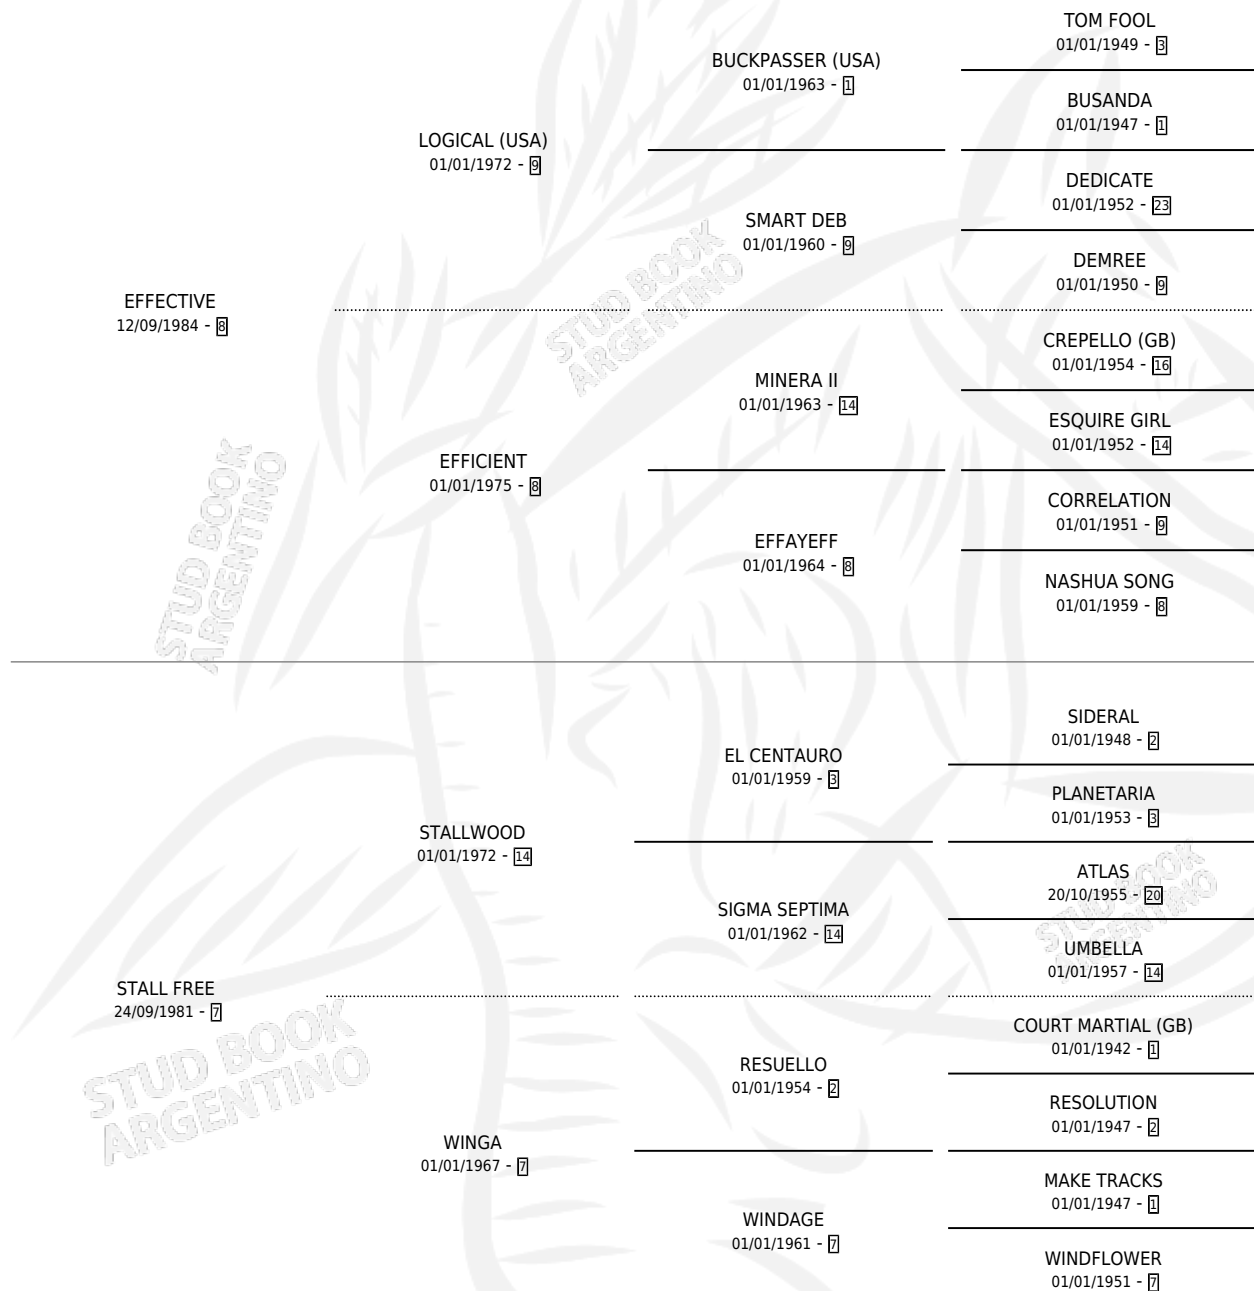 TOM FOOL
01/01/1949 - 3
BUCKPASSER (USA)
01/01/1963 - 1
BUSANDA
01/01/1947 - 1
LOGICAL (USA)
01/01/1972 - 9
DEDICATE
01/01/1952 - 23
SMART DEB
01/01/1960 - 9
DEMREE
01/01/1950 - 9
EFFECTIVE
12/09/1984 - 8
CREPELLO (GB)
01/01/1954 - 16
MINERA II
01/01/1963 - 14
ESQUIRE GIRL
01/01/1952 - 14
EFFICIENT
01/01/1975 - 8
CORRELATION
01/01/1951 - 9
EFFAYEFF
01/01/1964 - 8
NASHUA SONG
01/01/1959 - 8
STUD BOOK
ARGENTINO
STUD BOOK
ARGENTINO
SIDERAL
01/01/1948 - 2
EL CENTAURO
01/01/1959 - 3
PLANETARIA
01/01/1953 - 3
STALLWOOD
01/01/1972 - 14
ATLAS
20/10/1955 - 20
SIGMA SEPTIMA
01/01/1962 - 14
UMBELLA
01/01/1957 - 14
STUD BOOK
ARGENTINO
STALL FREE
24/09/1981 - 7
COURT MARTIAL (GB)
01/01/1942 - 1
RESUELLO
01/01/1954 - 2
RESOLUTION
01/01/1947 - 2
WINGA
01/01/1967 - 7
MAKE TRACKS
01/01/1947 - 1
WINDAGE
01/01/1961 - 7
WINDFLOWER
01/01/1951 - 7
STUD BOOK
ARGENTINO